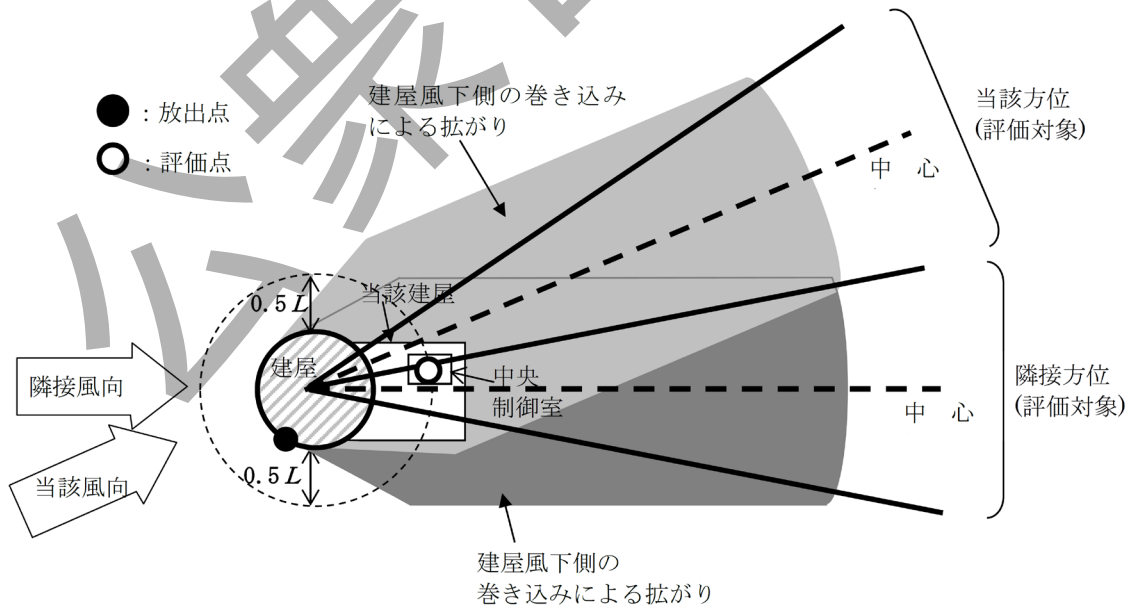 建屋風下側の巻き込み
による拡がり
当該方位
(評価対象)
：放出点
：評価点
中　心
0.5L
当該建屋
建屋
中央
制御室
隣接風向
隣接方位
(評価対象)
中　心
0.5L
当該風向
建屋風下側の
巻き込みによる拡がり